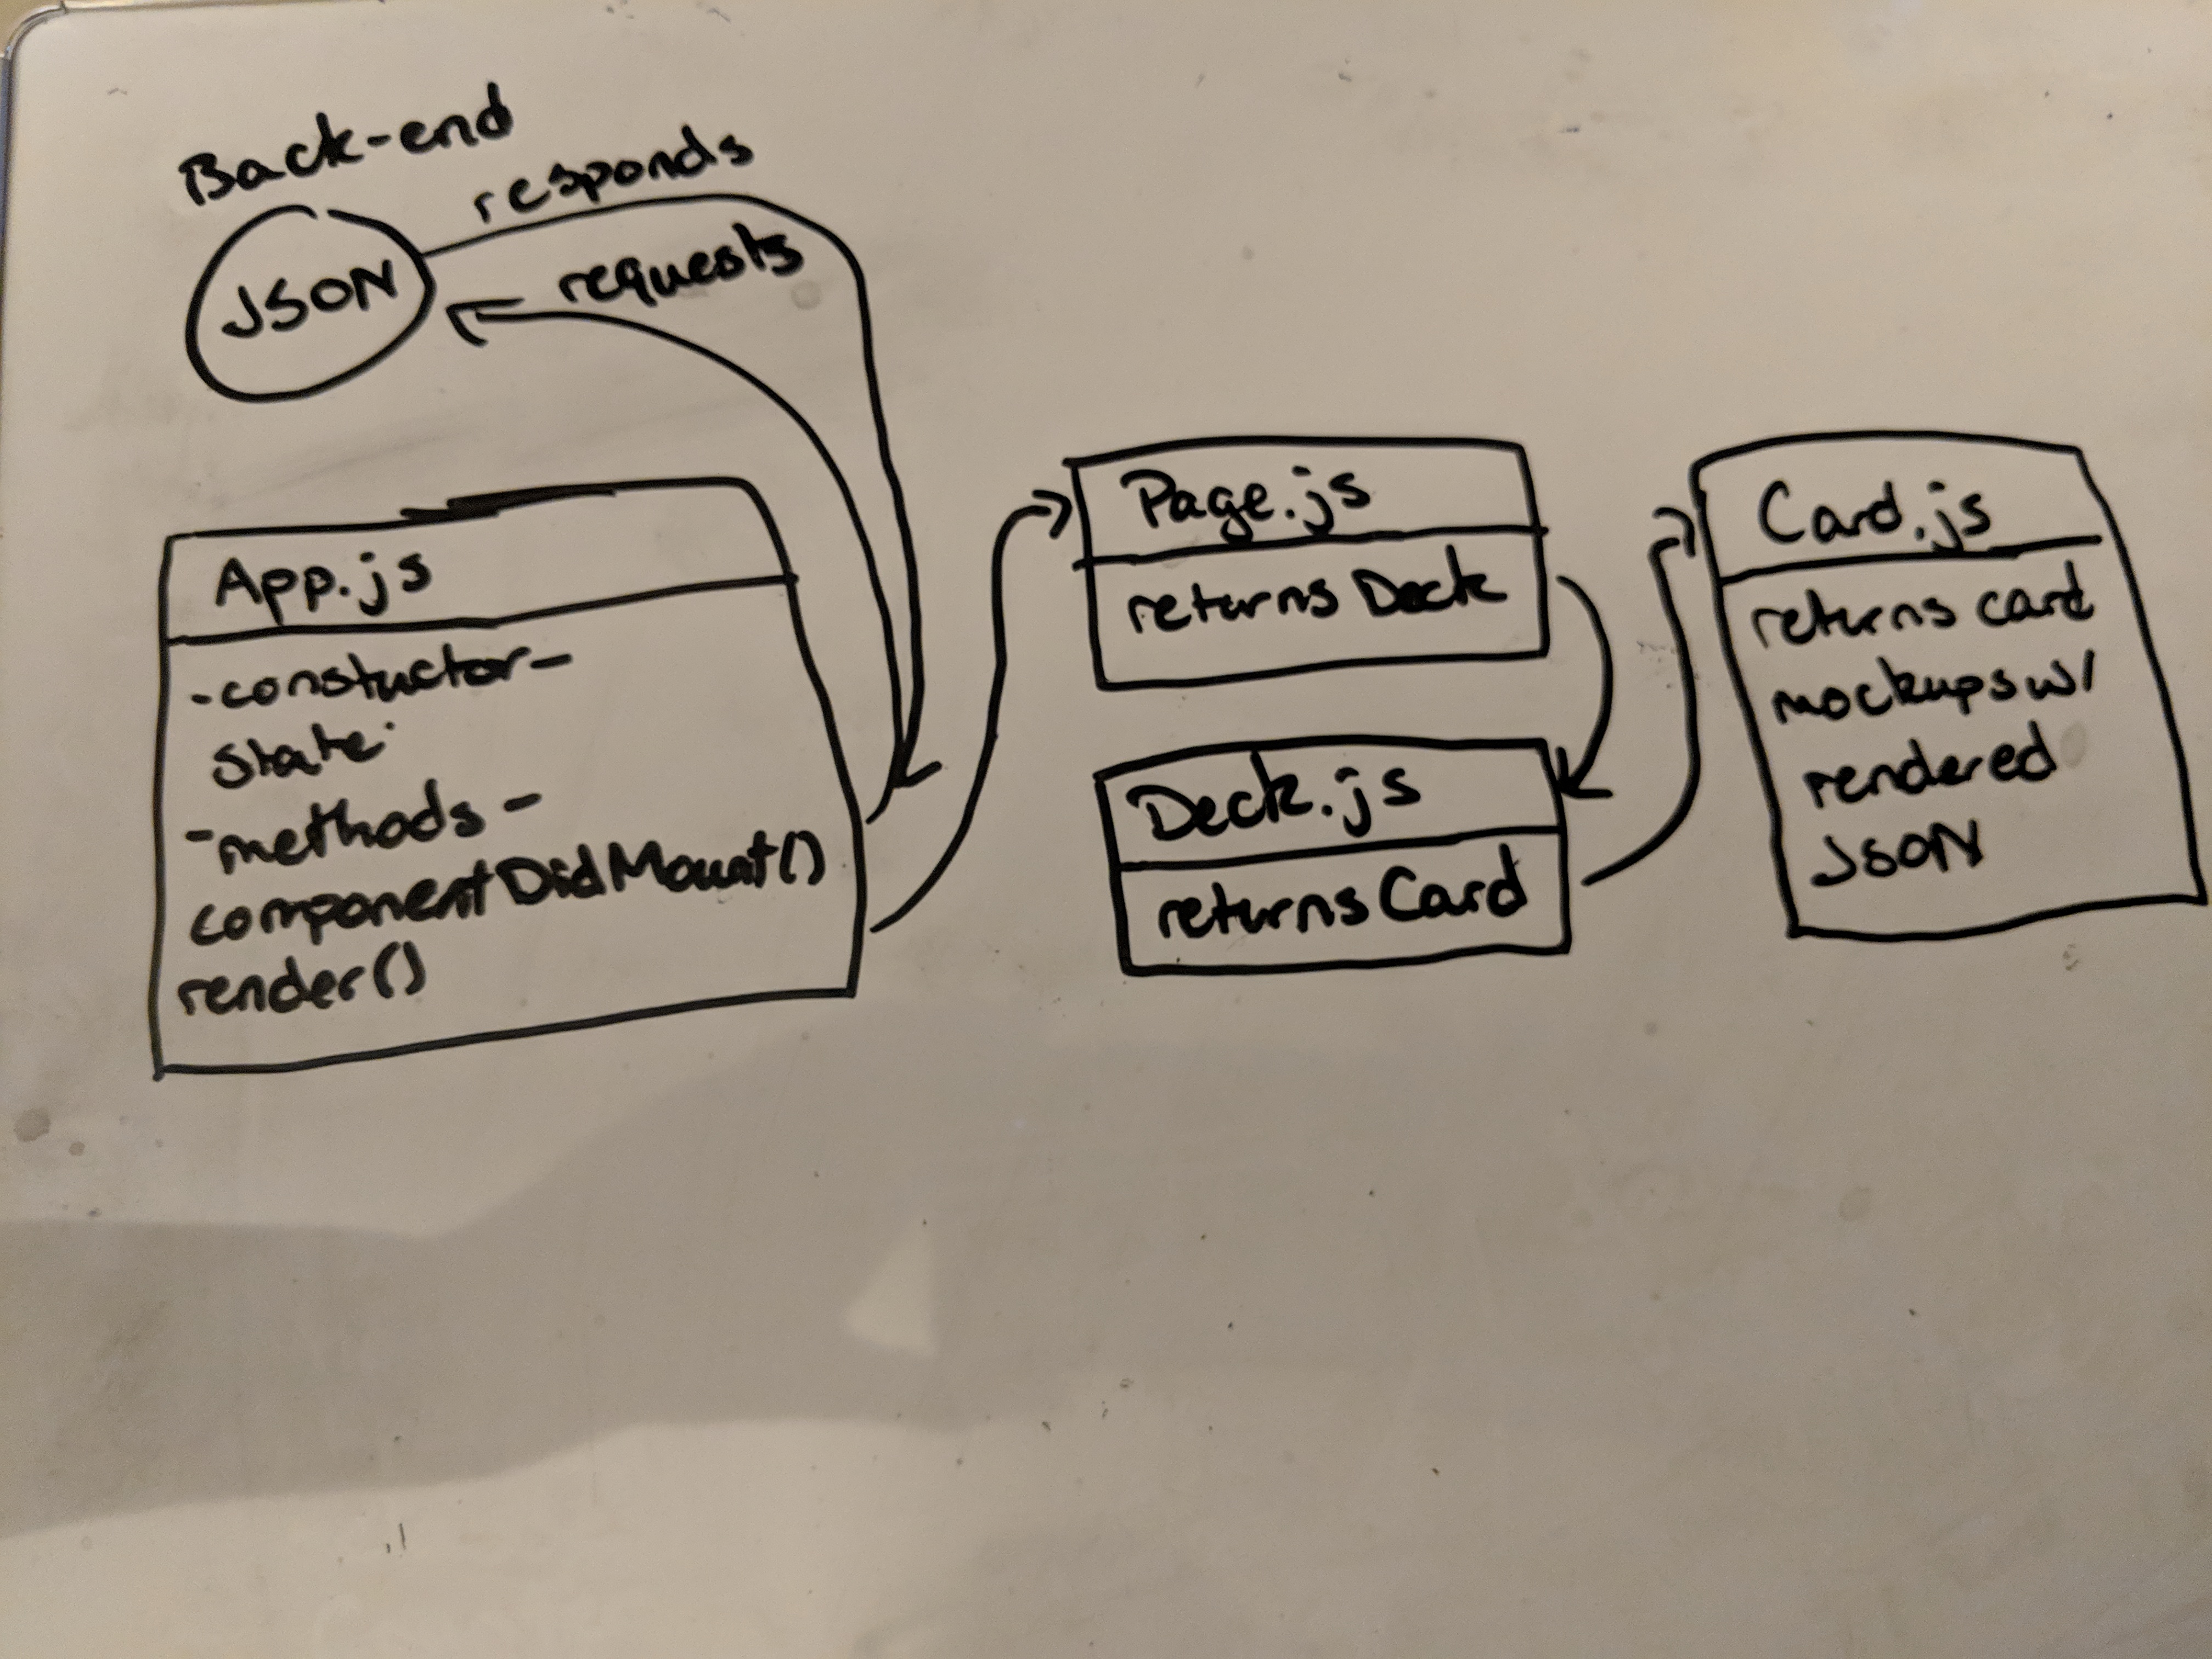 Back-end
responds
requests
JSON
App.js
-constuctor-
state:
-methods-
componentDidMount()
render()
Page.js
returns Deck
Deck.js
returns Card
Card.js
returns card
mockups w/
rendered
JSON